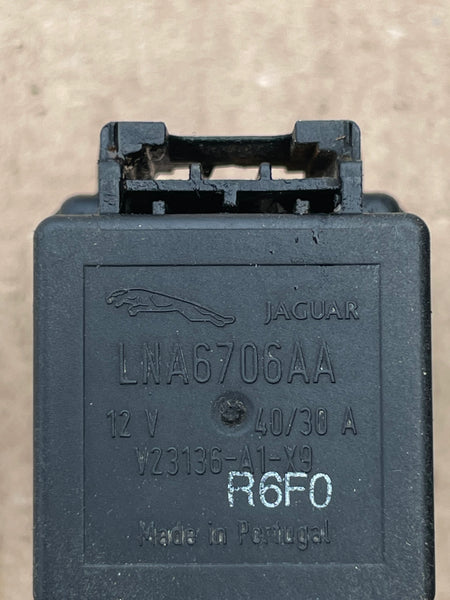 JAGUAR
LNA6706AA
12 V 40/30 A
V23136-A1-X9
R6F0
Made in Portugal